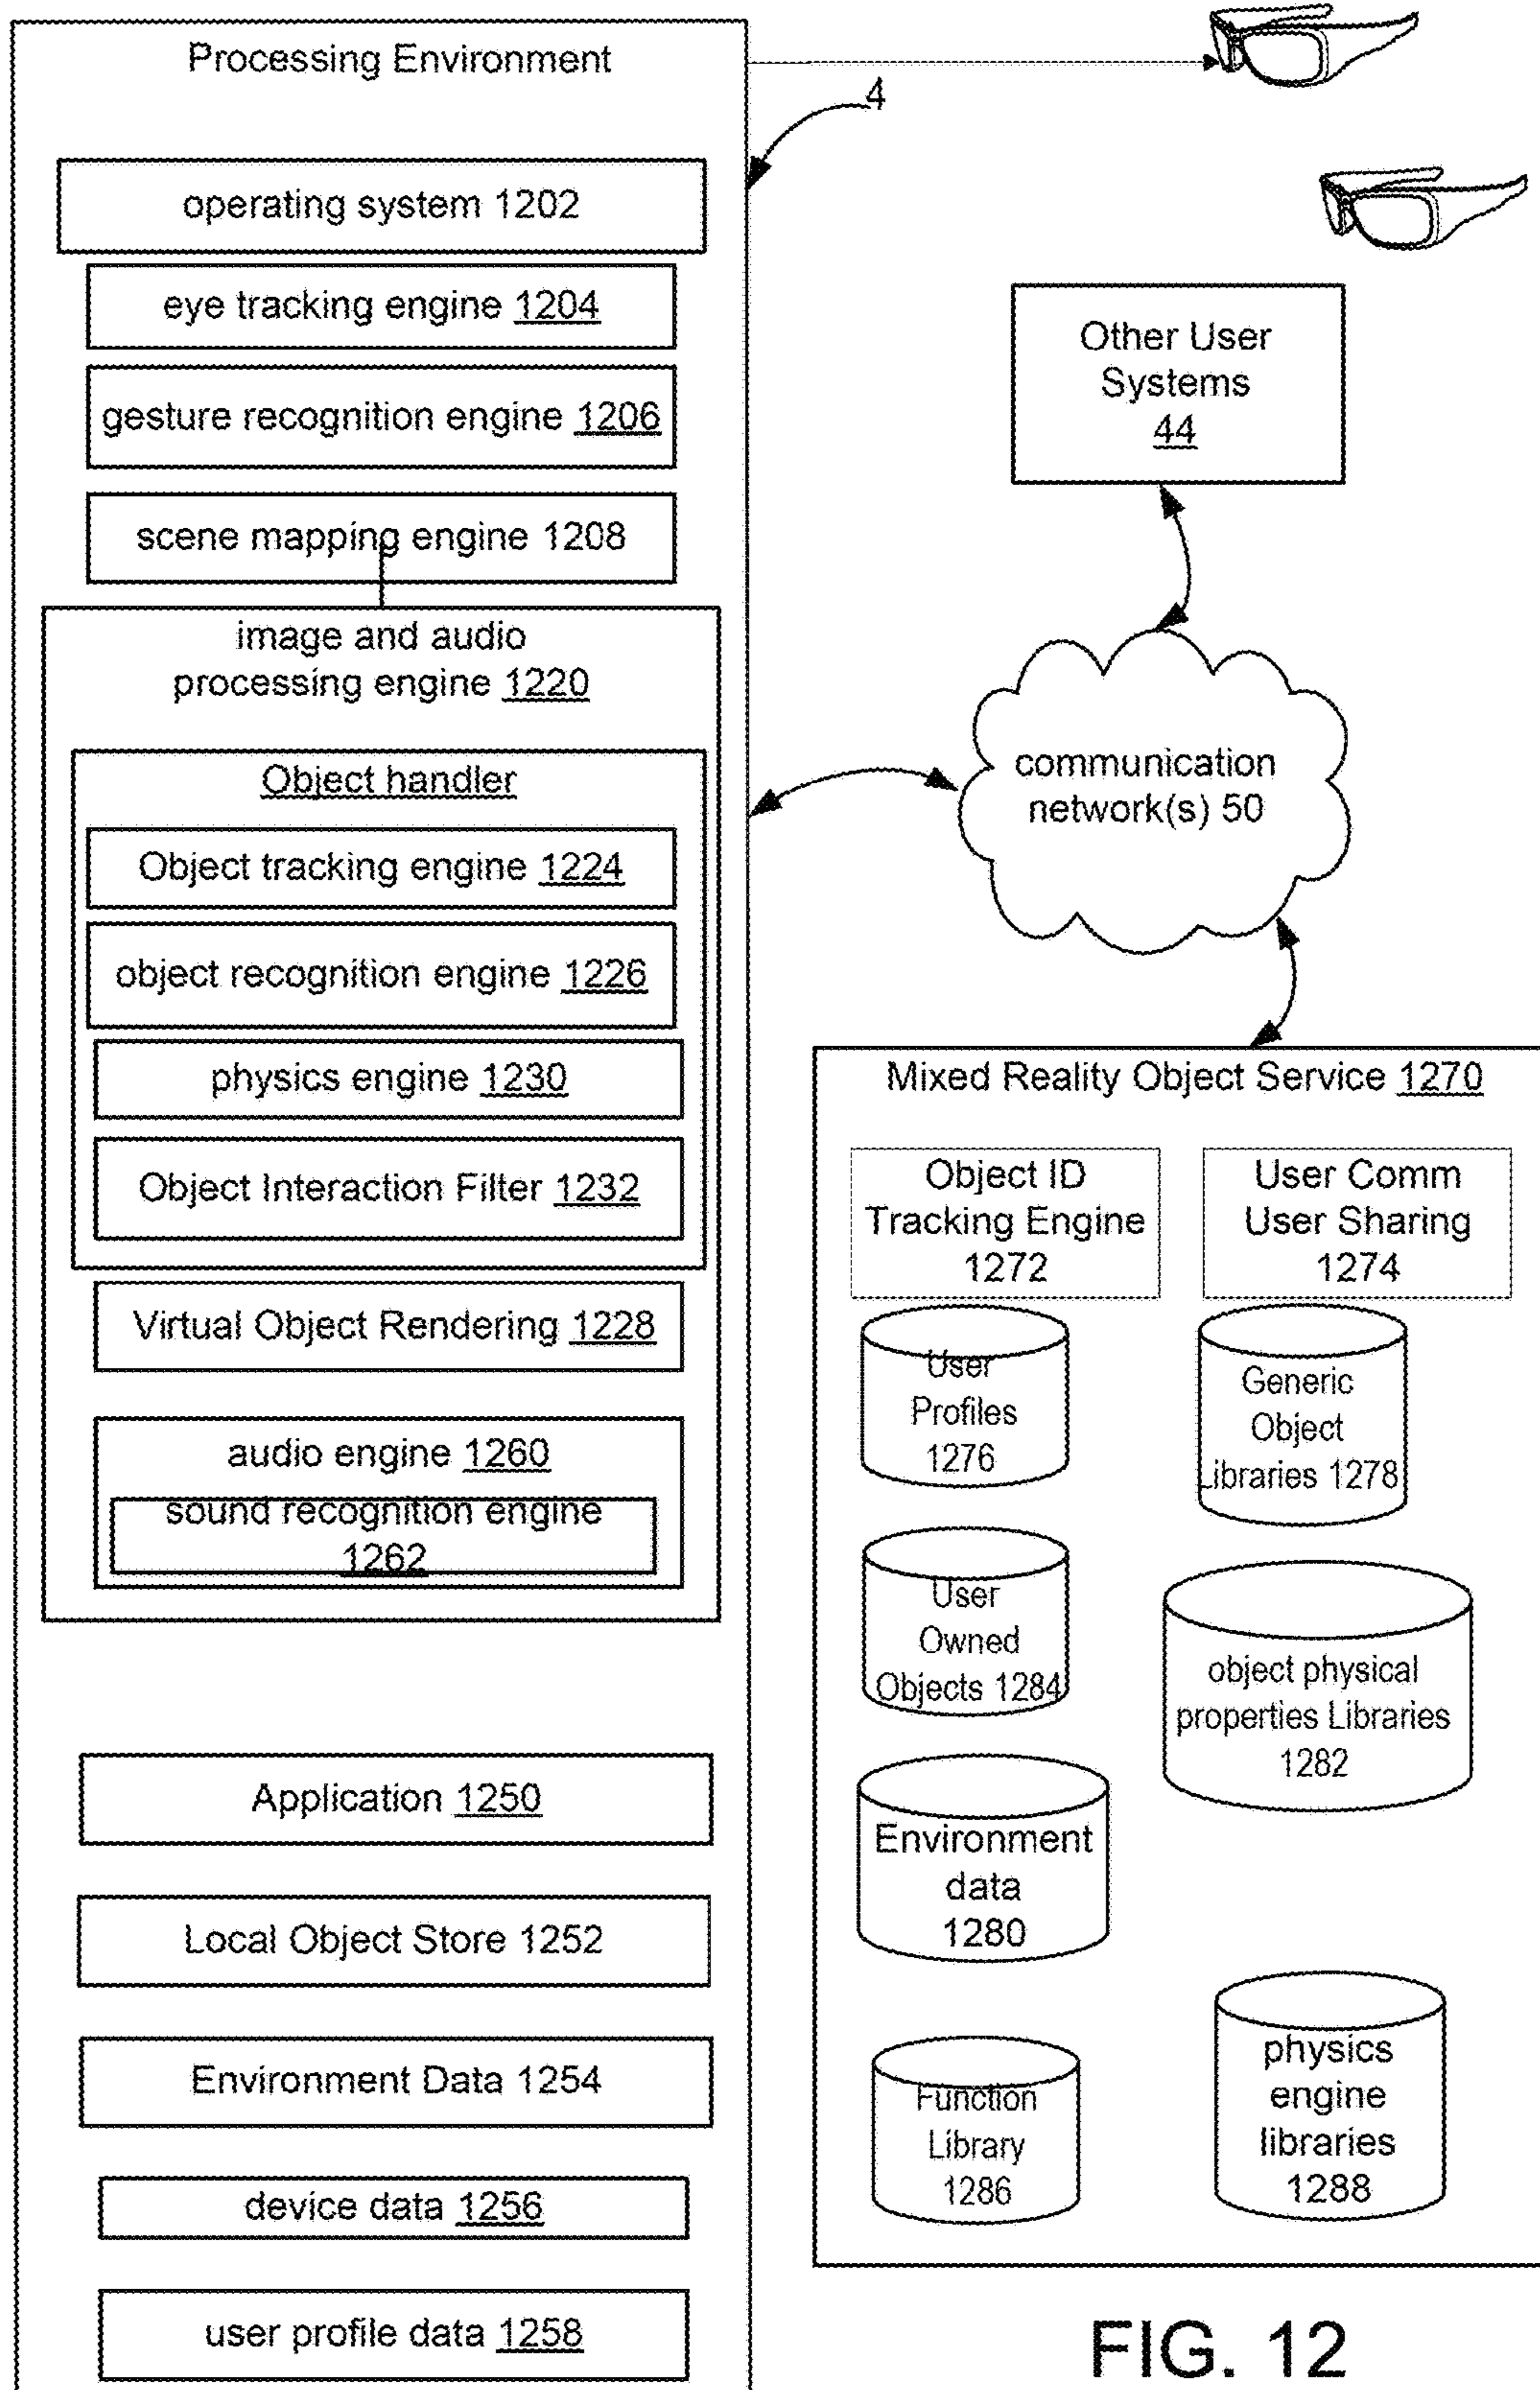 Processing Environment
4
operating system 1202
eye tracking engine 1204
gesture recognition engine 1206
scene mapping engine 1208
image and audio
processing engine 1220
Object handler
Object tracking engine 1224
object recognition engine 1226
physics engine 1230
Object Interaction Filter 1232
Virtual Object Rendering 1228
audio engine 1260
sound recognition engine
1262
Application 1250
Local Object Store 1252
Environment Data 1254
device data 1256
user profile data 1258
Other User
Systems
44
communication
network(s) 50
Mixed Reality Object Service 1270
Object ID
Tracking Engine
1272
User Comm
User Sharing
1274
User
Profiles
1276
Generic
Object
Libraries 1278
User
Owned
Objects 1284
object physical
properties Libraries
1282
Environment
data
1280
Function
Library
1286
physics
engine
libraries
1288
FIG. 12